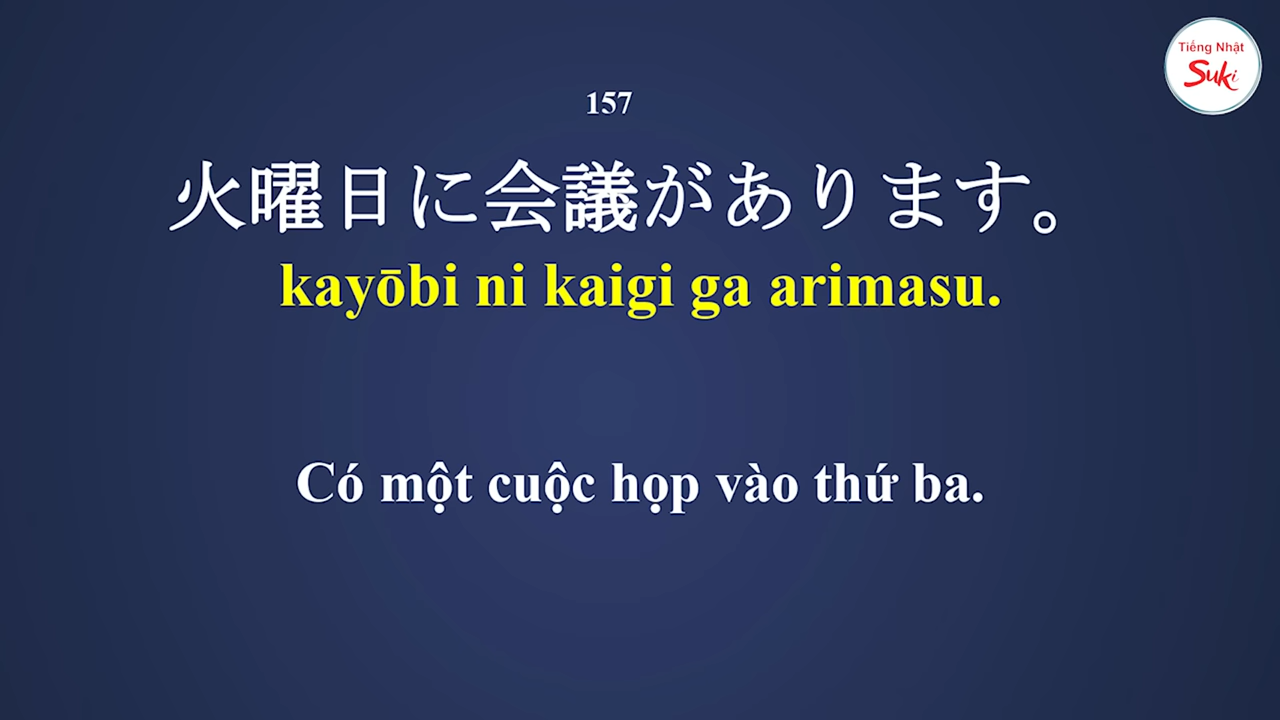 Tiếng Nhật
Suki
157
火曜日に会議があります。
kayōbi ni kaigi ga arimasu.
Có một cuộc họp vào thứ ba.